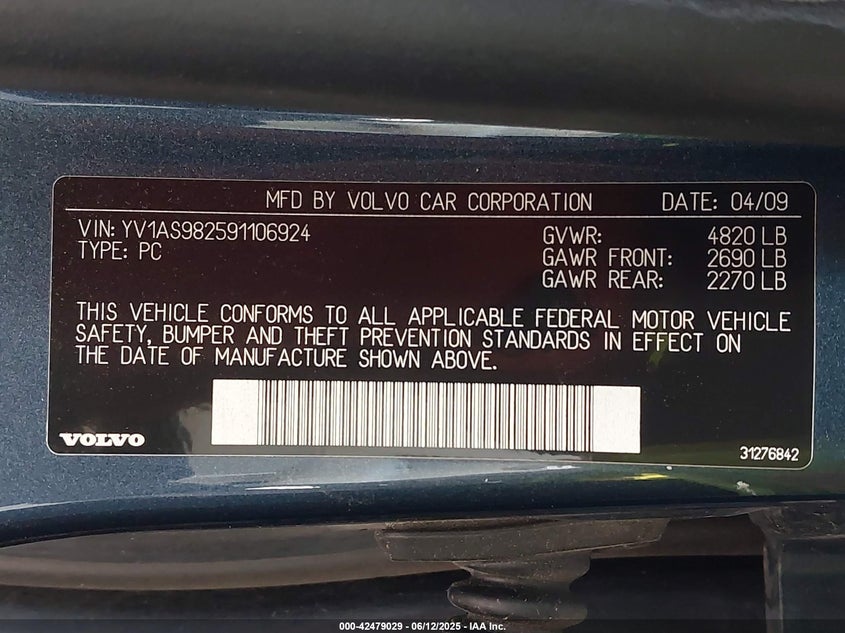 MFD BY VOLVO CAR CORPORATION DATE: 04/09
VIN: YV1AS982591106924 GVWR: 4820 LB
TYPE: PC GAWR FRONT: 2690 LB
GAWR REAR: 2270 LB
THIS VEHICLE CONFORMS TO ALL APPLICABLE FEDERAL MOTOR VEHICLE
SAFETY, BUMPER AND THEFT PREVENTION STANDARDS IN EFFECT ON
THE DATE OF MANUFACTURE SHOWN ABOVE.
VOLVO 31276842
000-42479029 - 06/12/2025 - IAA Inc.